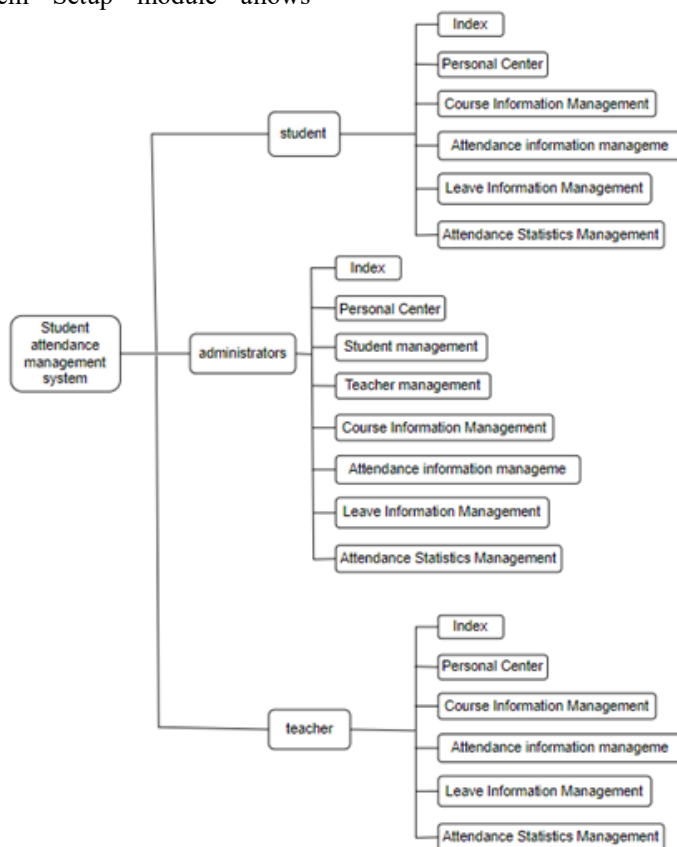 Setup module allows
Index
Personal Center
Course Information Management
student
Attendance information manageme
Leave Information Management
Attendance Statistics Management
Index
Personal Center
Student
attendance
management
system
administrators
Student management
Teacher management
Course Information Management
Attendance information manageme
Leave Information Management
Attendance Statistics Management
Index
Personal Center
Course Information Management
teacher
Attendance information manageme
Leave Information Management
Attendance Statistics Management